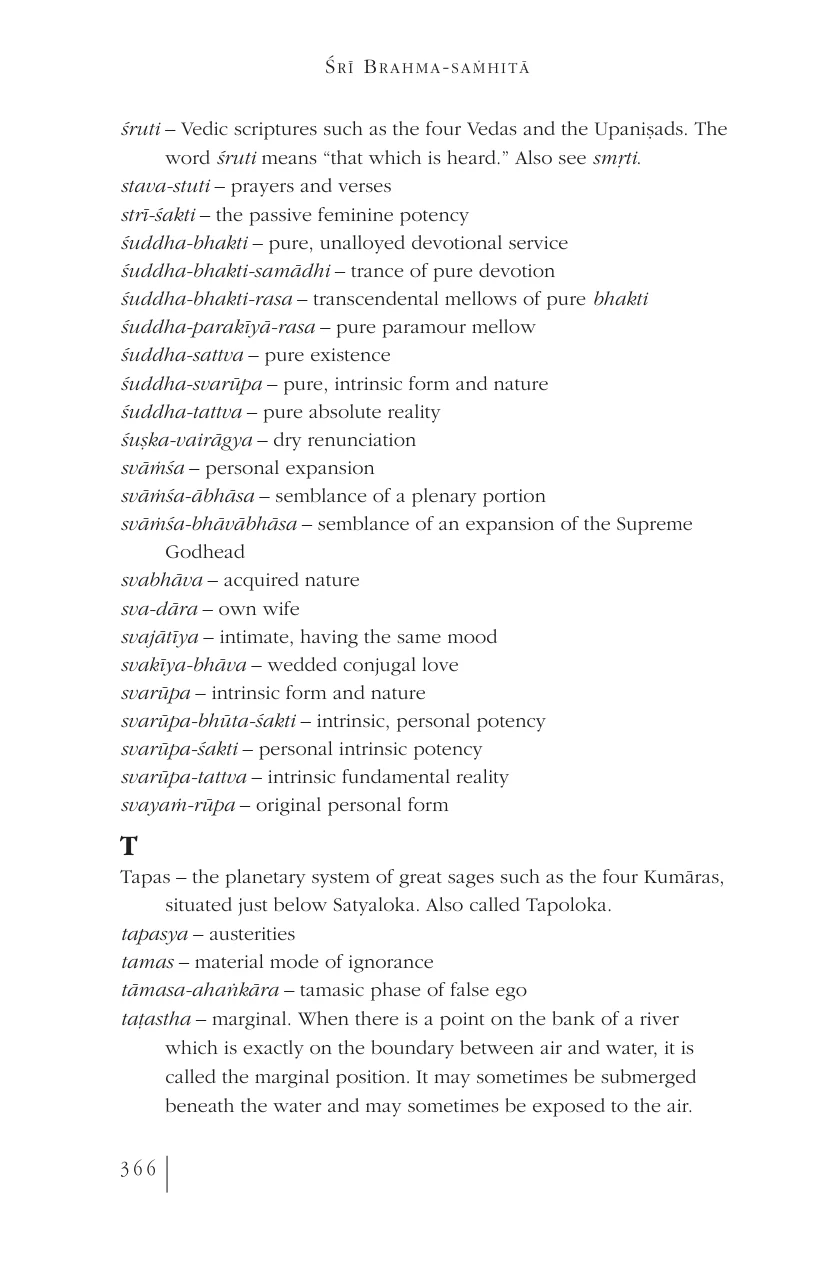 ŚRĪ BRAHMA-SAṀHITĀ
śruti – Vedic scriptures such as the four Vedas and the Upaniṣads. The
word śruti means “that which is heard.” Also see smṛti.
stava-stuti – prayers and verses
strī-śakti – the passive feminine potency
śuddha-bhakti – pure, unalloyed devotional service
śuddha-bhakti-samādhi – trance of pure devotion
śuddha-bhakti-rasa – transcendental mellows of pure bhakti
śuddha-parakīyā-rasa – pure paramour mellow
śuddha-sattva – pure existence
śuddha-svarūpa – pure, intrinsic form and nature
śuddha-tattva – pure absolute reality
śuṣka-vairāgya – dry renunciation
svāṁśa – personal expansion
svāṁśa-ābhāsa – semblance of a plenary portion
svāṁśa-bhāvābhāsa – semblance of an expansion of the Supreme
Godhead
svabhāva – acquired nature
sva-dāra – own wife
svajātīya – intimate, having the same mood
svakīya-bhāva – wedded conjugal love
svarūpa – intrinsic form and nature
svarūpa-bhūta-śakti – intrinsic, personal potency
svarūpa-śakti – personal intrinsic potency
svarūpa-tattva – intrinsic fundamental reality
svayaṁ-rūpa – original personal form
T
Tapas – the planetary system of great sages such as the four Kumāras,
situated just below Satyaloka. Also called Tapoloka.
tapasya – austerities
tamas – material mode of ignorance
tāmasa-ahaṅkāra – tamasic phase of false ego
taṭastha – marginal. When there is a point on the bank of a river
which is exactly on the boundary between air and water, it is
called the marginal position. It may sometimes be submerged
beneath the water and may sometimes be exposed to the air.
366